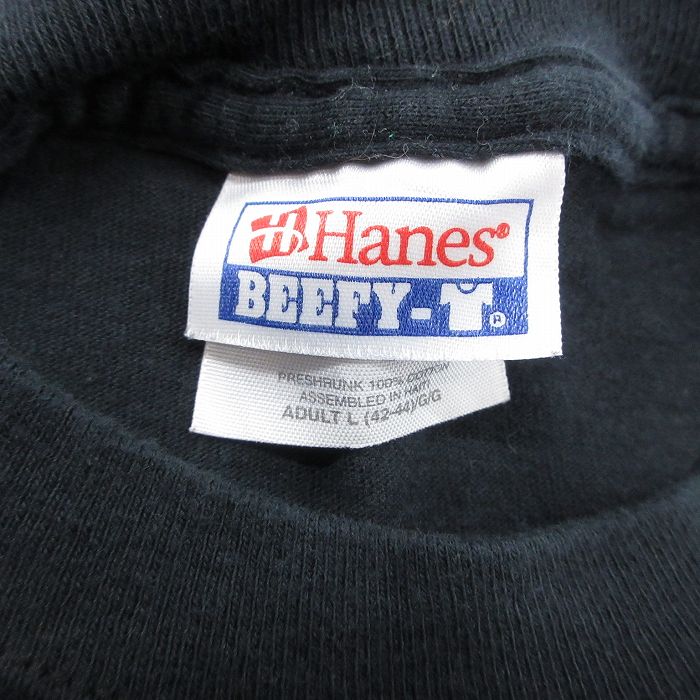 Hanes®
BEEFY-T®
PRESHRUNK 100% COTTON
ASSEMBLED IN HAITI
ADULT L (42-44)/G/G